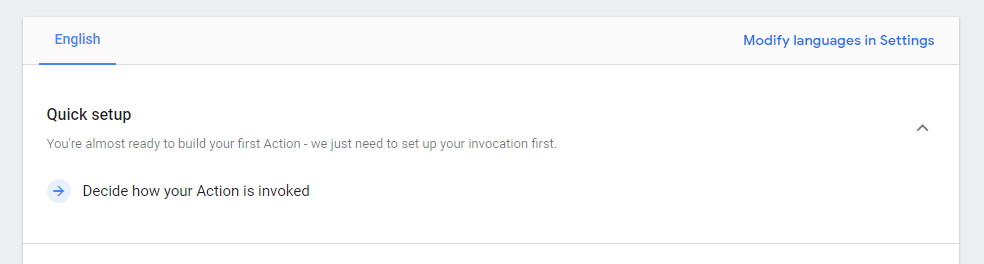 English
Modify languages in Settings
Quick setup
You're almost ready to build your first Action - we just need to set up your invocation first.
Decide how your Action is invoked